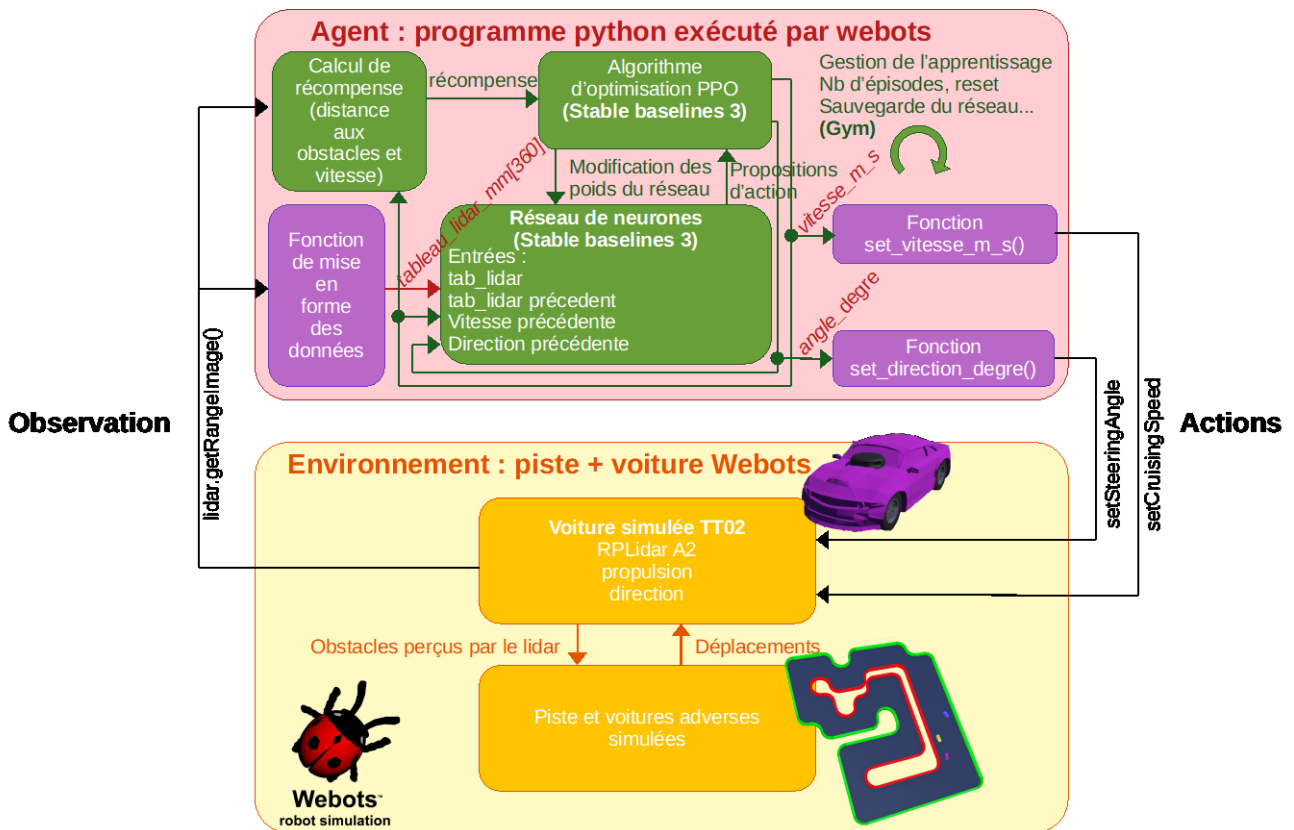 Agent : programme python exécuté par webots
Calcul de
récompense
(distance
aux
obstacles et
vitesse)
récompense
Algorithme
d'optimisation PPO
(Stable baselines 3)
Gestion de l'apprentissage
Nb d'épisodes, reset
Sauvegarde du réseau...
(Gym)
Modification des
poids du réseau
Propositions
d'action
tableau_lidar_mm[360]
vitesse_m_s
Fonction
de mise
en
forme
des
données
Réseau de neurones
(Stable baselines 3)
Entrées :
tab_lidar
tab_lidar précedent
Vitesse précédente
Direction précédente
Fonction
set_vitesse_m_s()
angle_degre
Fonction
set_direction_degre()
Observation
lidar.getRangeImage()
setSteeringAngle
setCruisingSpeed
Actions
Environnement : piste + voiture Webots
Voiture simulée TT02
RPLidar A2
propulsion
direction
Obstacles perçus par le lidar
Déplacements
Piste et voitures adverses
simulées
Webots™
robot simulation